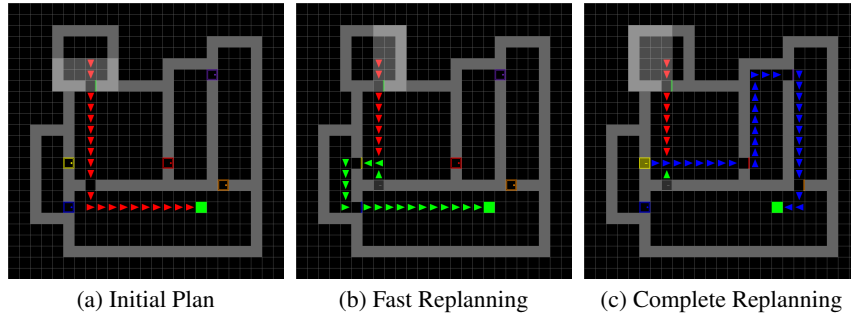 (a) Initial Plan
(b) Fast Replanning
(c) Complete Replanning